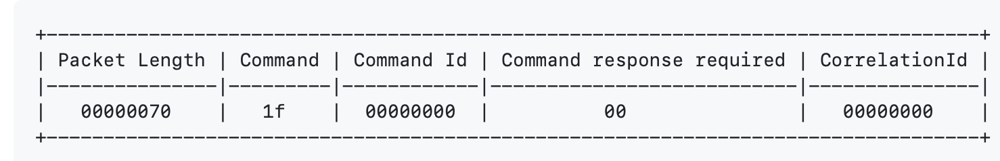 +----------------------------------------------------------------------------------+
| Packet Length | Command | Command Id | Command response required | CorrelationId |
|---------------|---------|------------|---------------------------|---------------|
|   00000070    |   1f    |  00000000  |          00               |   00000000    |
+----------------------------------------------------------------------------------+